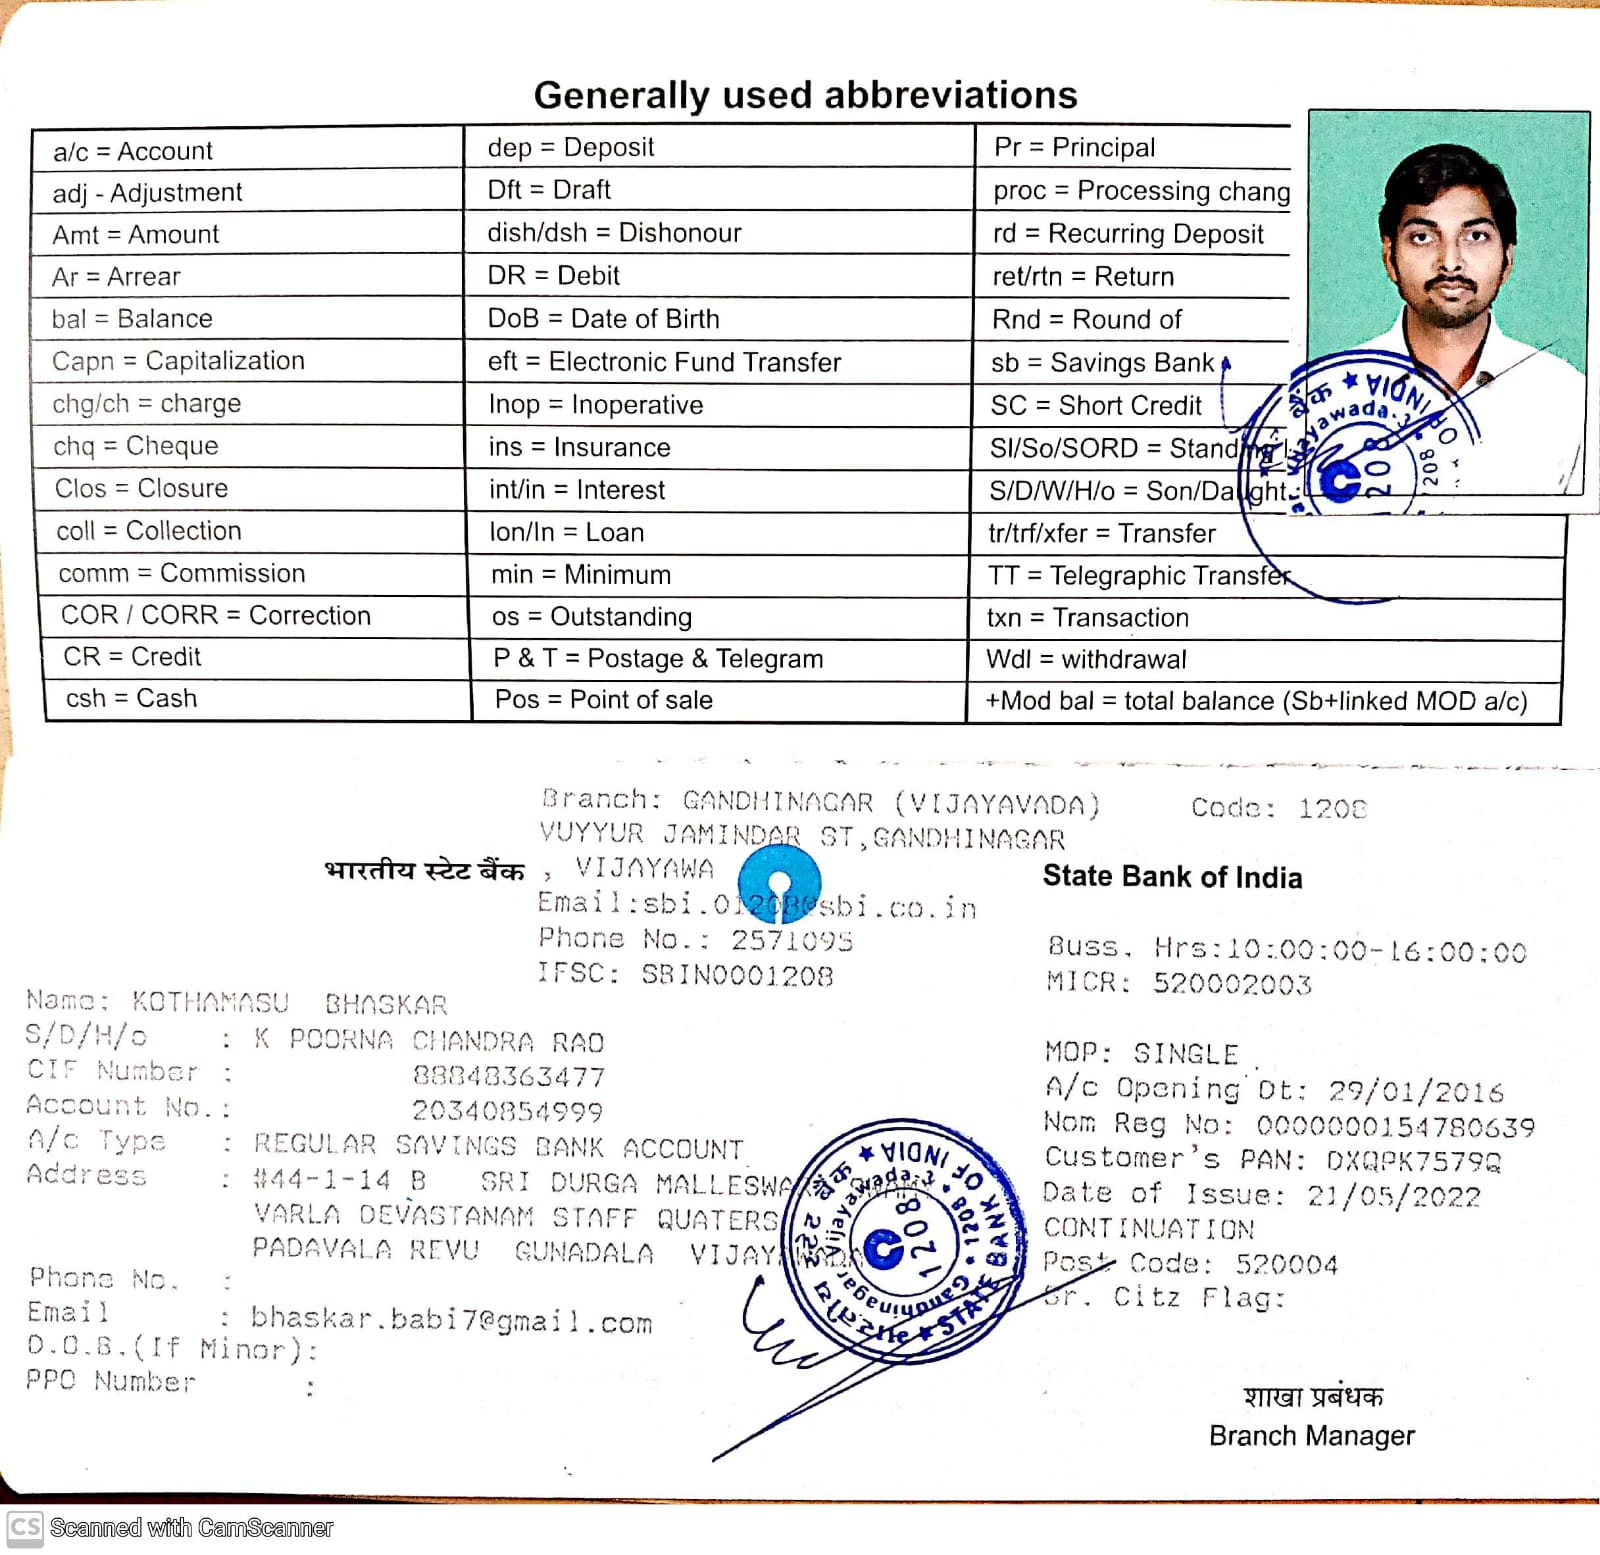 Generally used abbreviations
a/c = Account
dep = Deposit
Pr = Principal
adj - Adjustment
Dft = Draft
proc = Processing chang
Amt = Amount
dish/dsh = Dishonour
rd = Recurring Deposit
Ar = Arrear
DR = Debit
ret/rtn = Return
bal = Balance
DoB = Date of Birth
Rnd = Round of
Capn = Capitalization
eft = Electronic Fund Transfer
sb = Savings Bank
chg/ch = charge
Inop = Inoperative
SC = Short Credit
chq = Cheque
ins = Insurance
SI/So/SORD = Standing
Clos = Closure
int/in = Interest
S/D/W/H/o = Son/Daught
coll = Collection
lon/ln = Loan
tr/trf/xfer = Transfer
comm = Commission
min = Minimum
TT = Telegraphic Transfer
COR / CORR = Correction
os = Outstanding
txn = Transaction
CR = Credit
P & T = Postage & Telegram
Wdl = withdrawal
csh = Cash
Pos = Point of sale
+Mod bal = total balance (Sb+linked MOD a/c)
Branch: GANDHINAGAR (VIJAYAVADA) Code: 1208
VUYYUR JAMINDAR ST,GANDHINAGAR
भारतीय स्टेट बैंक , VIJAYAWA State Bank of India
Email:sbi.01208@sbi.co.in
Phone No.: 2571095 Buss. Hrs:10:00:00-16:00:00
IFSC: SBIN0001208 MICR: 520002003
Name: KOTHAMASU BHASKAR
S/D/H/o : K POORNA CHANDRA RAO MOP: SINGLE
CIF Number : 88848363477 A/c Opening Dt: 29/01/2016
Account No.: 20340854999 Nom Reg No: 0000000154780639
A/c Type : REGULAR SAVINGS BANK ACCOUNT Customer's PAN: DXQPK7579Q
Address : #44-1-14 B SRI DURGA MALLESWA Date of Issue: 21/05/2022
VARLA DEVASTANAM STAFF QUATERS CONTINUATION
PADAVALA REVU GUNADALA VIJAYAWADA Post Code: 520004
Phone No. : Sr. Citz Flag:
Email : bhaskar.babi7@gmail.com
D.O.B.(If Minor):
PPO Number :
STATE BANK OF INDIA
Gandhinagar, Vijayawada-3
1208
शाखा प्रबंधक
Branch Manager
CS Scanned with CamScanner